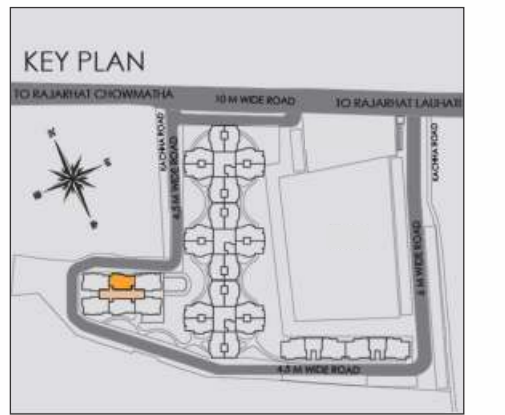 KEY PLAN
TO RAJARHAT CHOWMATHA
10 M WIDE ROAD
TO RAJARHAT LAUHATI
KACHHA ROAD
4.5 M WIDE ROAD
KACHHA ROAD
6 M WIDE ROAD
4.5 M WIDE ROAD